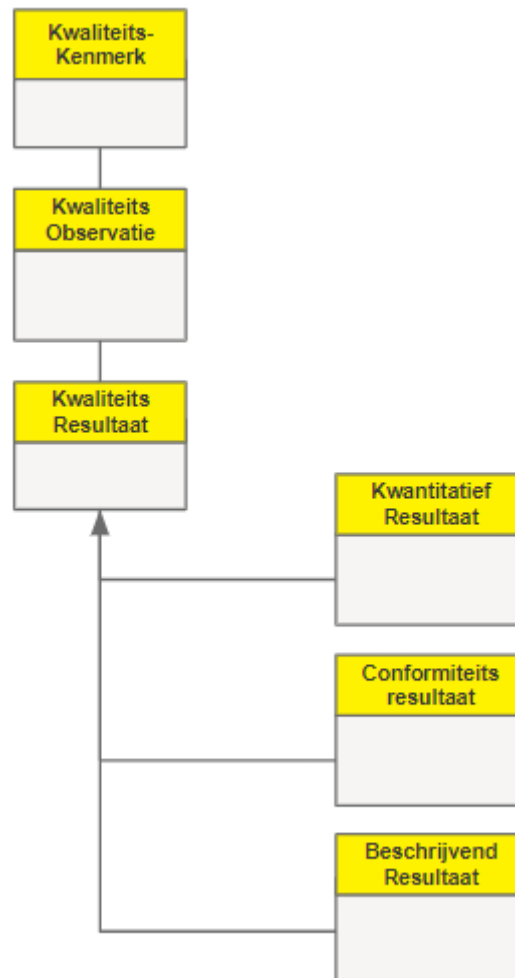 Kwaliteits-
Kenmerk
Kwaliteits
Observatie
Kwaliteits
Resultaat
Kwantitatief
Resultaat
Conformiteits
resultaat
Beschrijvend
Resultaat